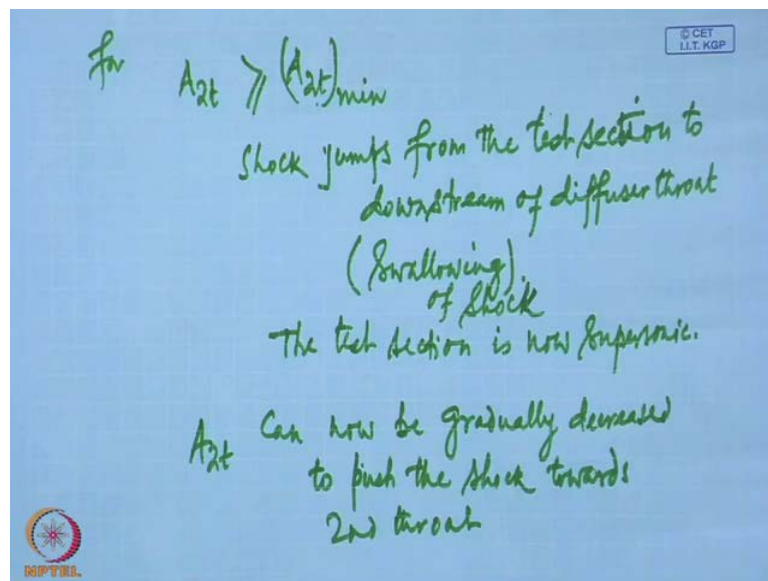 © CET
I.I.T. KGP
for A2t ⩾ (A2t)min
Shock jumps from the test section to
downstream of diffuser throat
(Swallowing)
of shock
The test section is now supersonic.
A2t Can now be gradually decreased
to push the shock towards
2nd throat
NPTEL